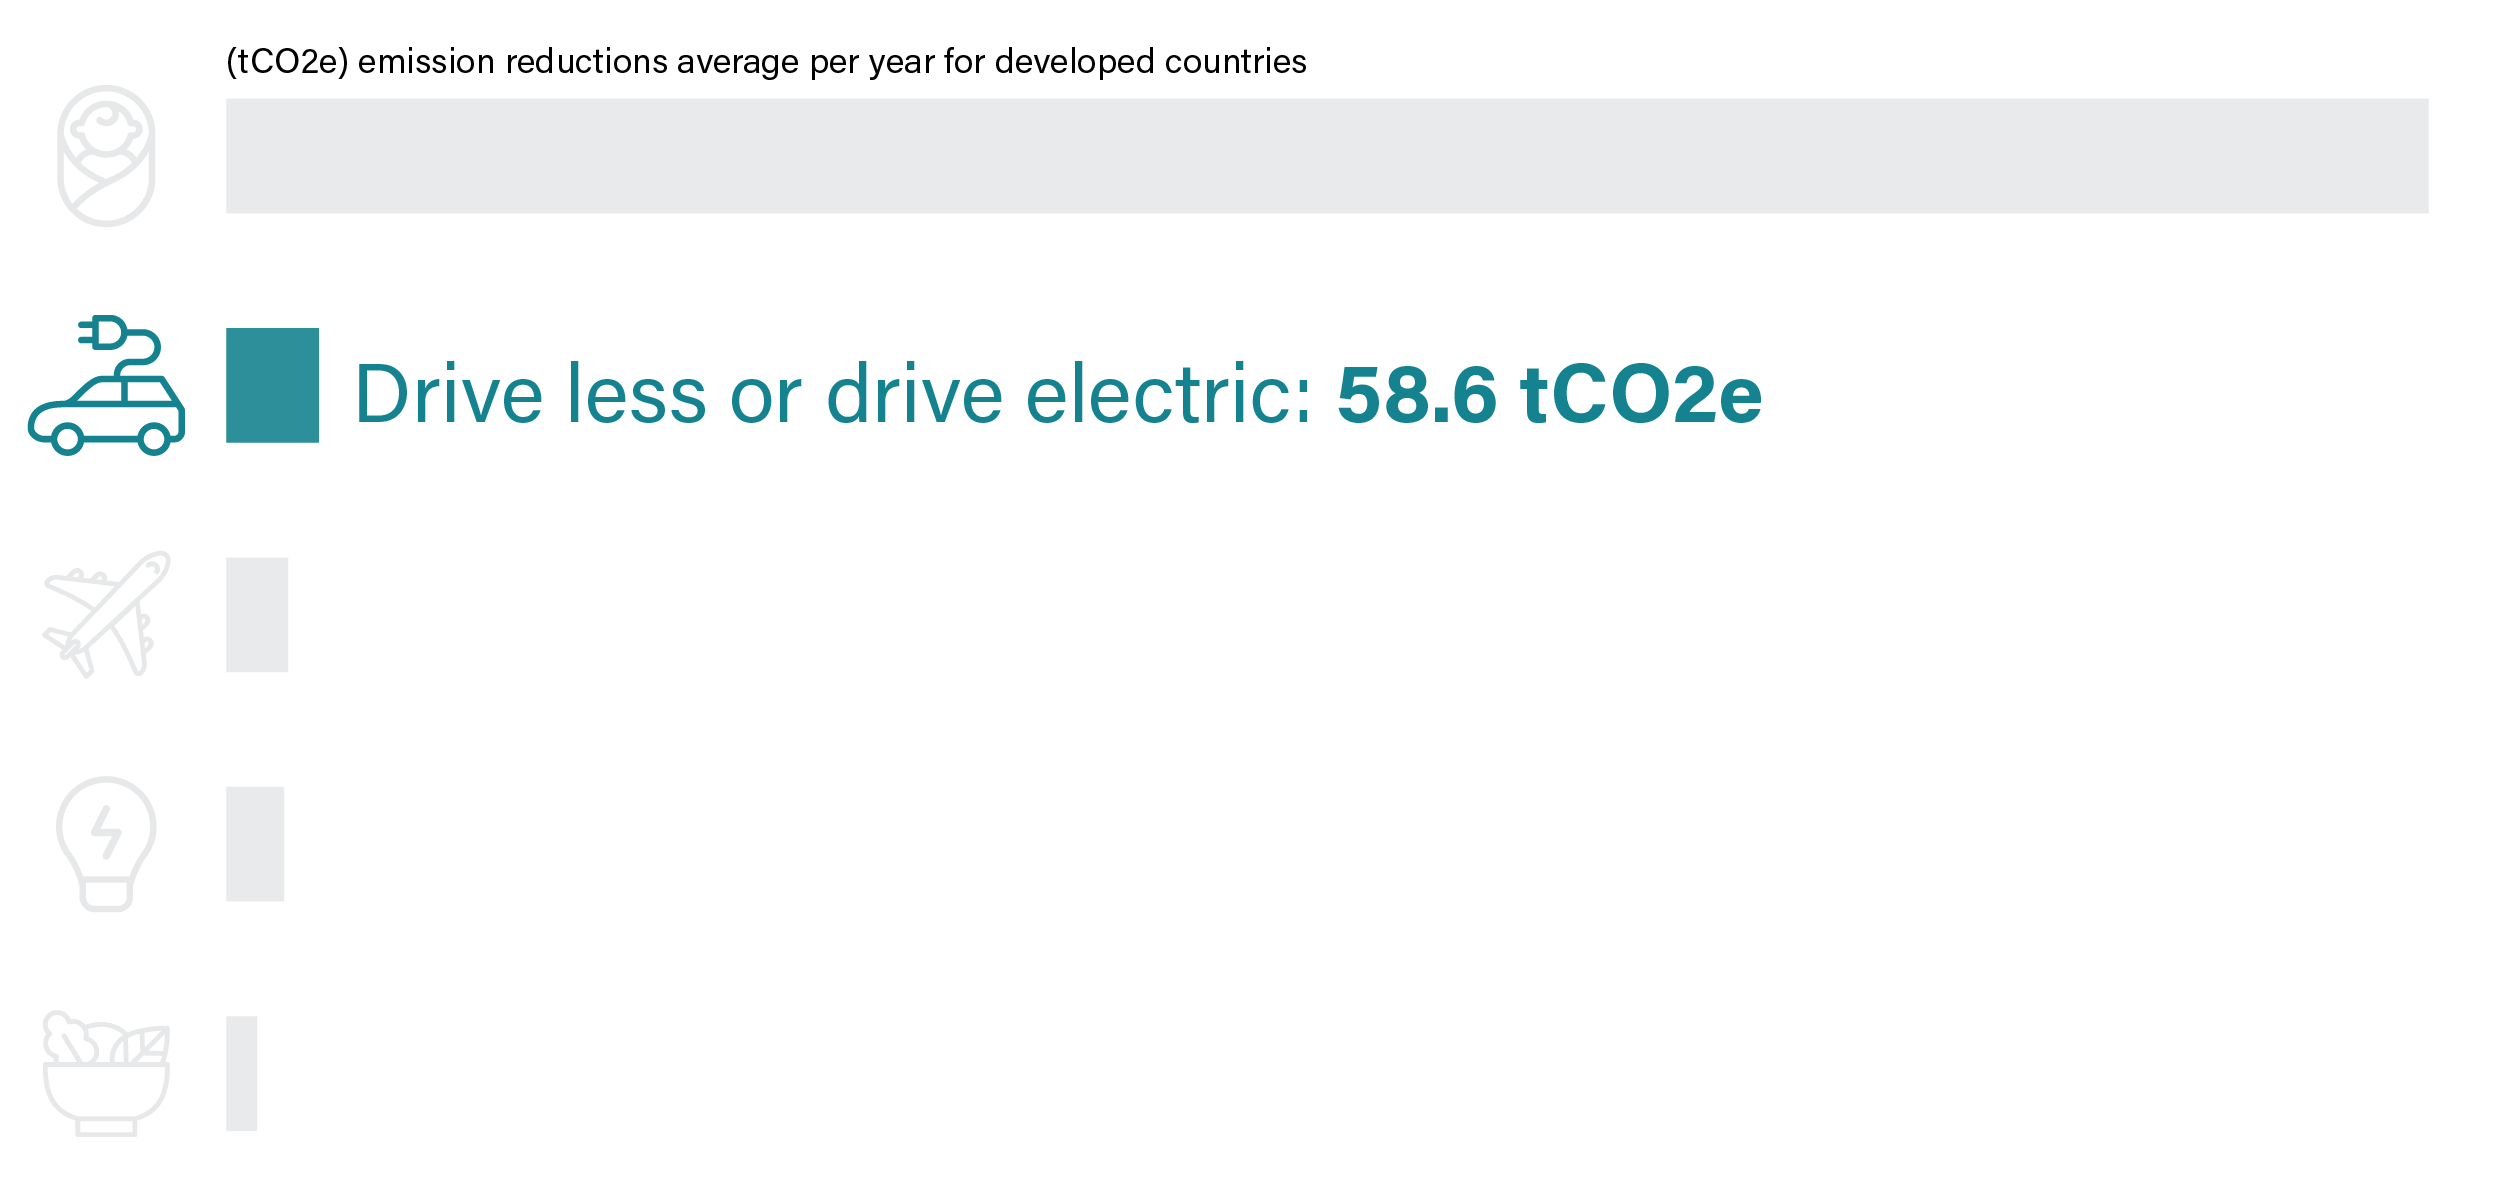 (tCO2e) emission reductions average per year for developed countries
Drive less or drive electric: 58.6 tCO2e